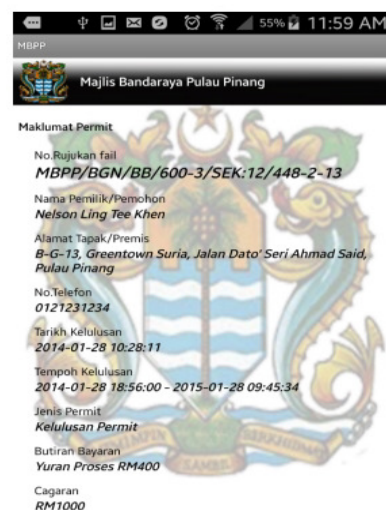 55% 11:59 AM
MBPP
Majlis Bandaraya Pulau Pinang
Maklumat Permit
No.Rujukan fail
MBPP/BGN/BB/600-3/SEK:12/448-2-13
Nama Pemilik/Pemohon
Nelson Ling Tee Khen
Alamat Tapak/Premis
B-G-13, Greentown Suria, Jalan Dato' Seri Ahmad Said,
Pulau Pinang
No.Telefon
0121231234
Tarikh Kelulusan
2014-01-28 10:28:11
Tempoh Kelulusan
2014-01-28 18:56:00 - 2015-01-28 09:45:34
Jenis Permit
Kelulusan Permit
Butiran Bayaran
Yuran Proses RM400
Cagaran
RM1000